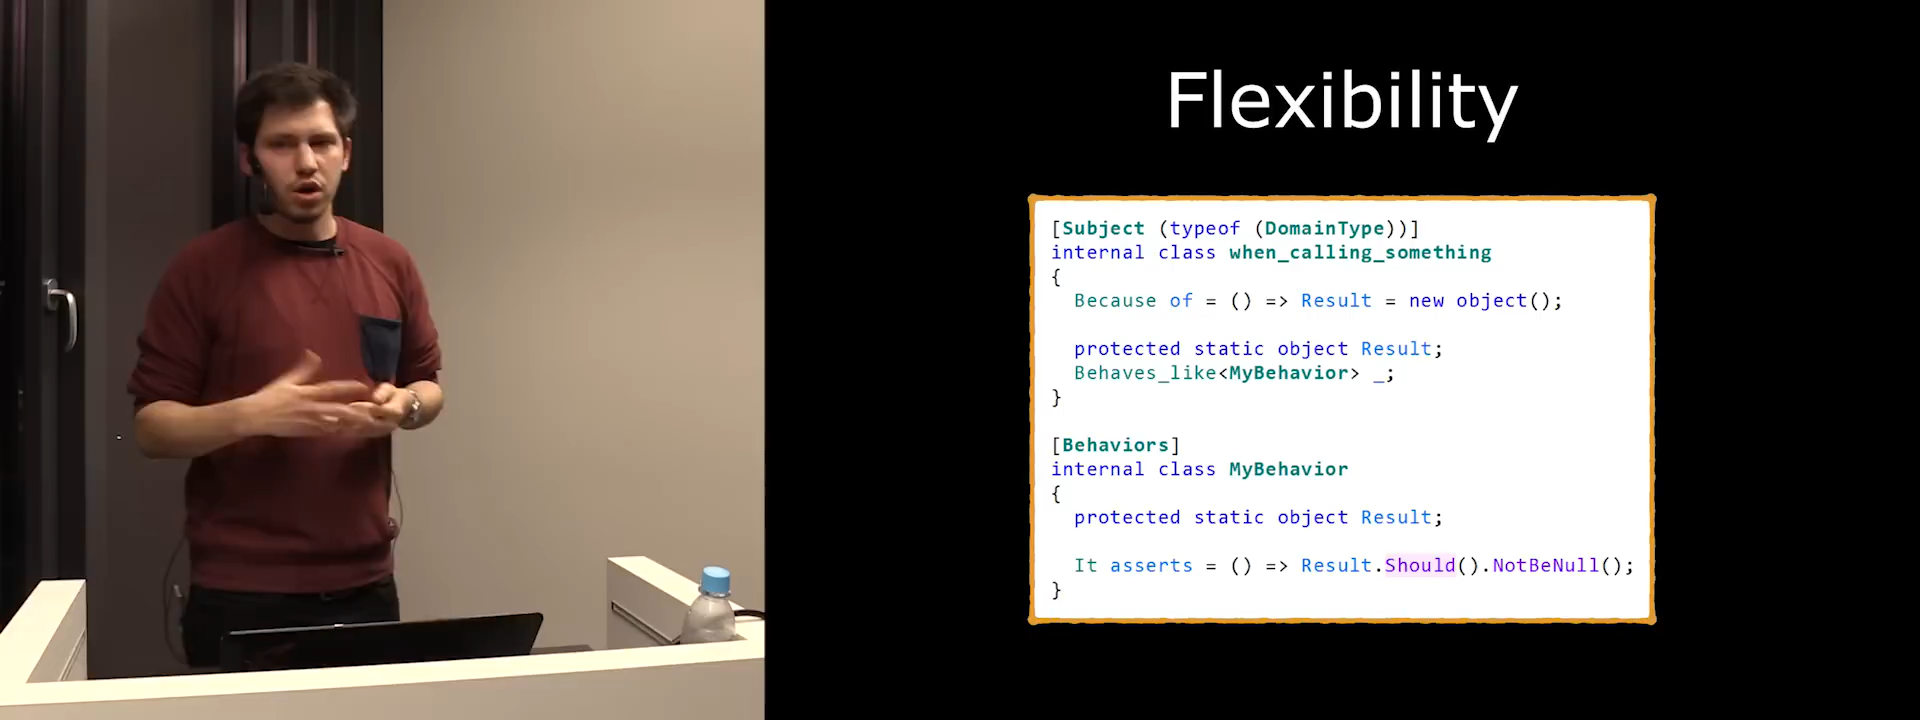 Flexibility
[Subject (typeof (DomainType))]
internal class when_calling_something
{
  Because of = () => Result = new object();

  protected static object Result;
  Behaves_like<MyBehavior> _;
}

[Behaviors]
internal class MyBehavior
{
  protected static object Result;

  It asserts = () => Result.Should().NotBeNull();
}